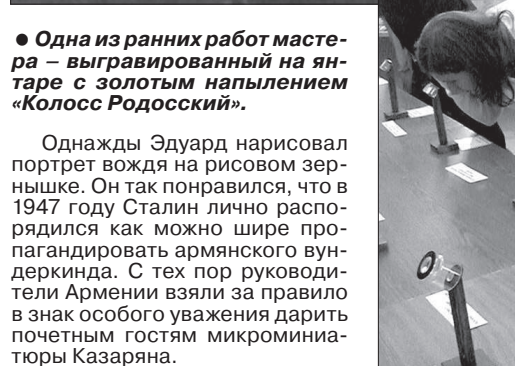 ● Одна из ранних работ масте-
ра – выгравированный на ян-
таре с золотым напылением
«Колосс Родосский».
Однажды Эдуард нарисовал
портрет вождя на рисовом зер-
нышке. Он так понравился, что в
1947 году Сталин лично распо-
рядился как можно шире про-
пагандировать армянского вун-
деркинда. С тех пор руководи-
тели Армении взяли за правило
в знак особого уважения дарить
почетным гостям микроминиа-
тюры Казаряна.